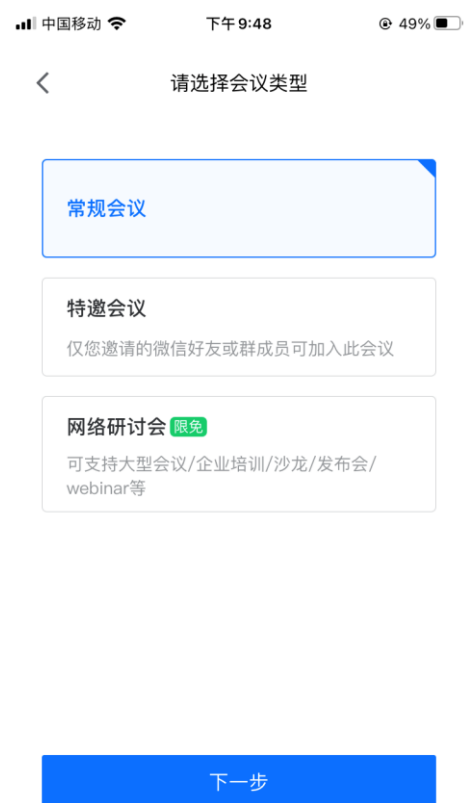 中国移动 下午9:48 49%
请选择会议类型
常规会议
特邀会议
仅您邀请的微信好友或群成员可加入此会议
网络研讨会 限免
可支持大型会议/企业培训/沙龙/发布会/
webinar等
下一步